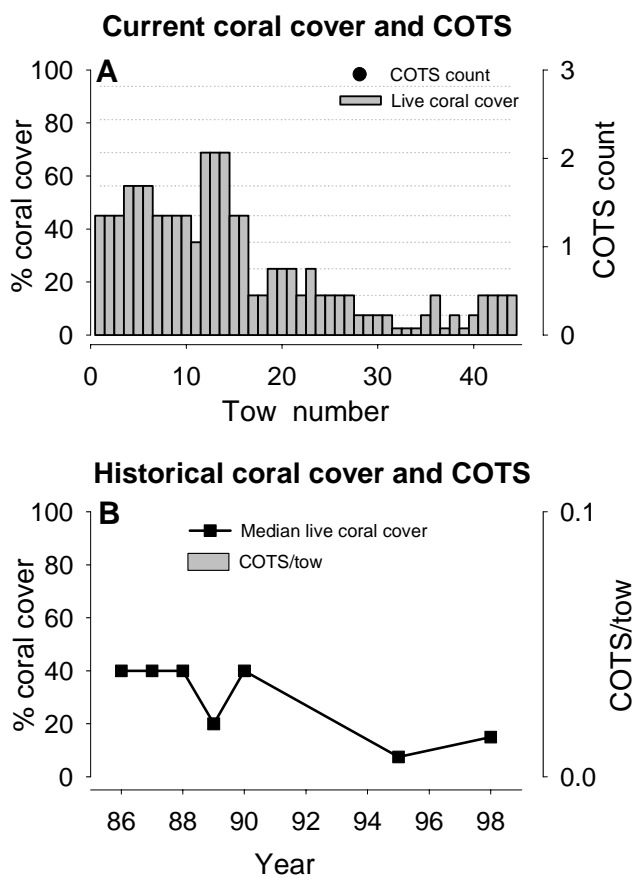 Current coral cover and COTS
A
100
80
60
40
20
0
% coral cover
COTS count
Live coral cover
3
2
1
0
COTS count
0 10 20 30 40
Tow number
Historical coral cover and COTS
B
100
80
60
40
20
0
% coral cover
Median live coral cover
COTS/tow
0.1
0.0
COTS/tow
86 88 90 92 94 96 98
Year